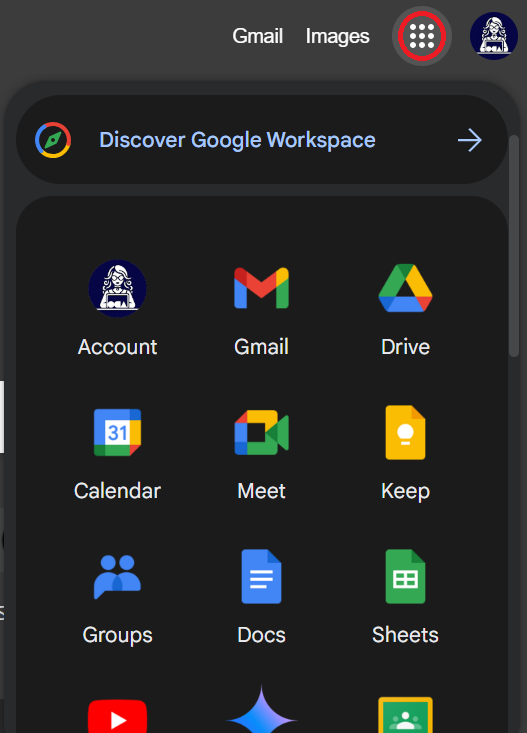 Gmail Images
Discover Google Workspace
Account Gmail Drive
31
Calendar Meet Keep
Groups Docs Sheets